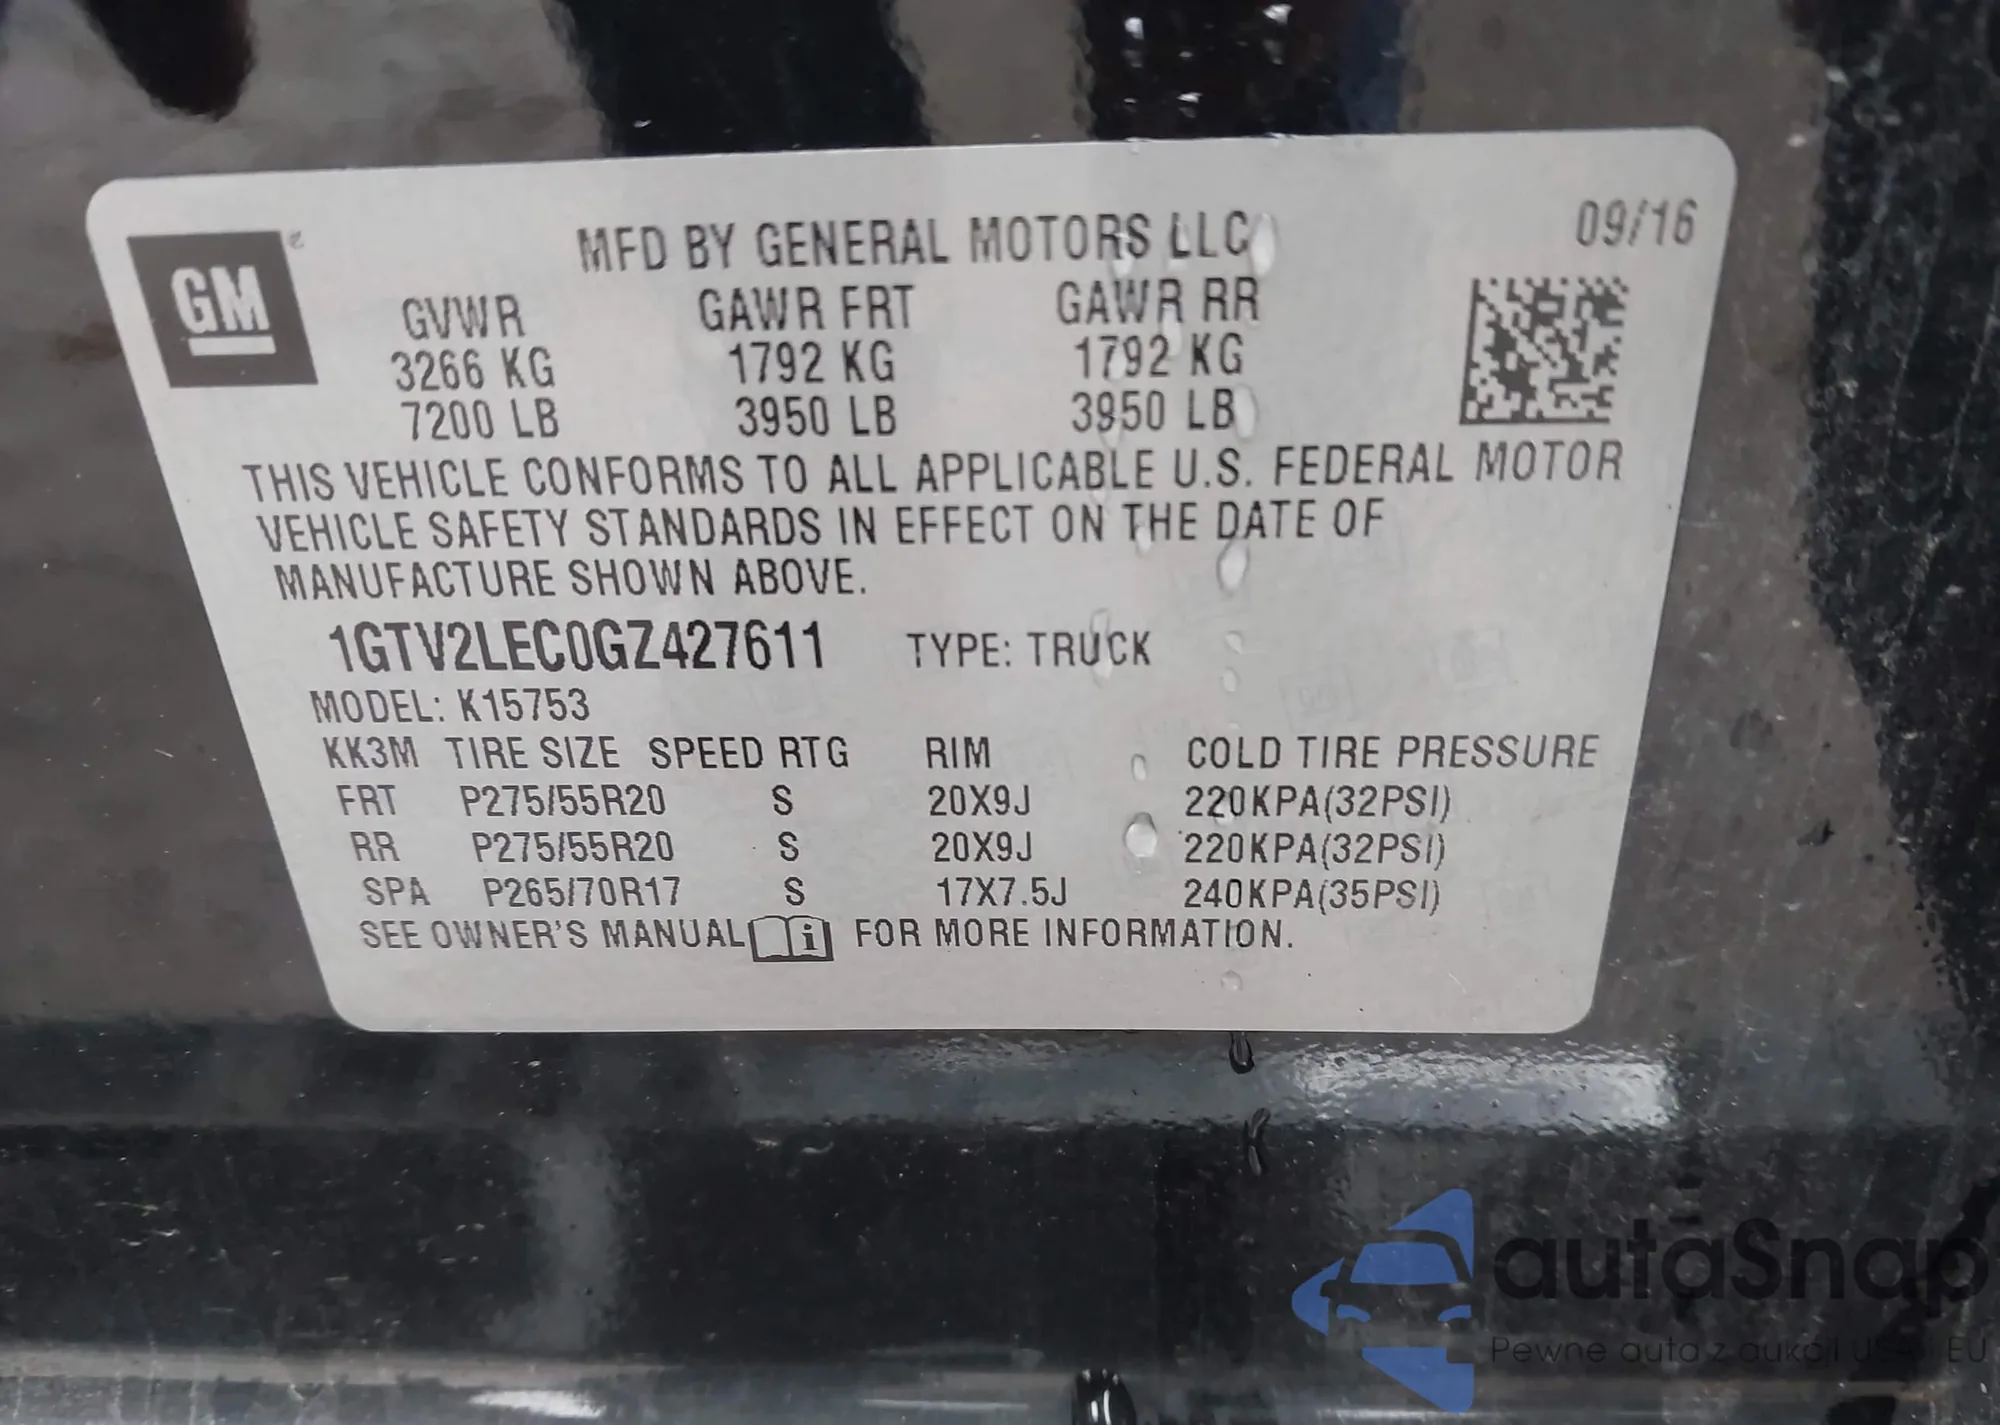 GM
MFD BY GENERAL MOTORS LLC
09/16
GVWR GAWR FRT GAWR RR
3266 KG 1792 KG 1792 KG
7200 LB 3950 LB 3950 LB
THIS VEHICLE CONFORMS TO ALL APPLICABLE U.S. FEDERAL MOTOR
VEHICLE SAFETY STANDARDS IN EFFECT ON THE DATE OF
MANUFACTURE SHOWN ABOVE.
1GTV2LEC0GZ427611 TYPE: TRUCK
MODEL: K15753
KK3M TIRE SIZE SPEED RTG RIM COLD TIRE PRESSURE
FRT P275/55R20 S 20X9J 220KPA(32PSI)
RR P275/55R20 S 20X9J 220KPA(32PSI)
SPA P265/70R17 S 17X7.5J 240KPA(35PSI)
SEE OWNER'S MANUAL i FOR MORE INFORMATION.
autaSnap
Pewne auta z aukcji EU